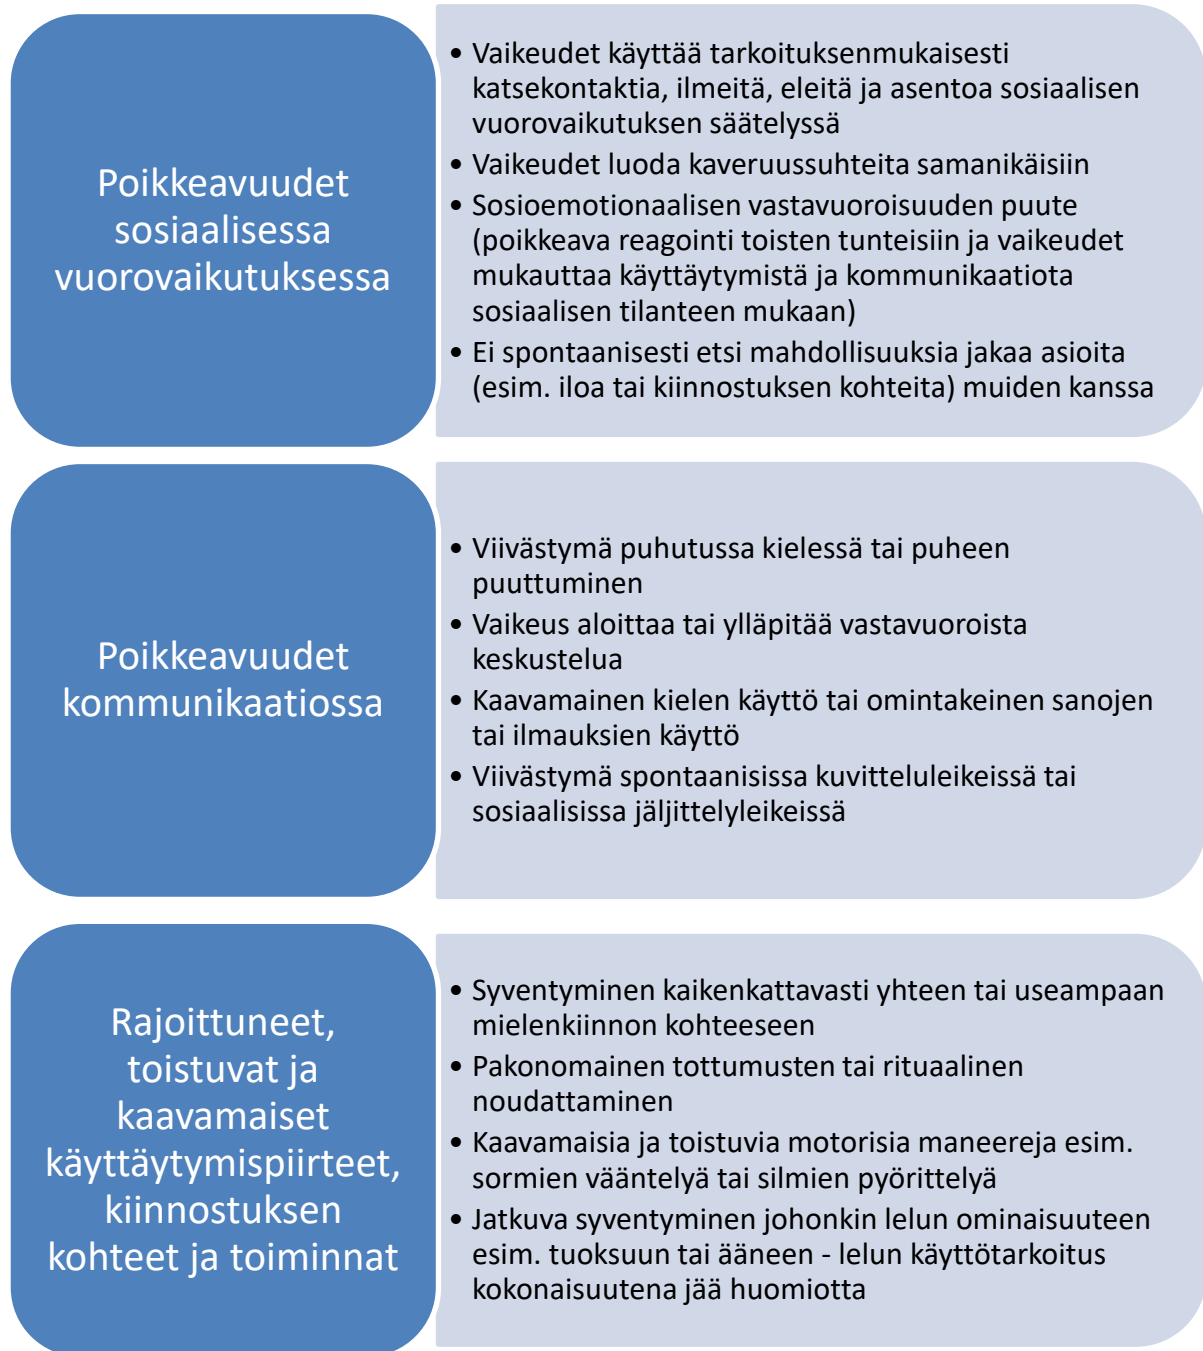 Poikkeavuudet
sosiaalisessa
vuorovaikutuksessa
• Vaikeudet käyttää tarkoituksenmukaisesti
katsekontaktia, ilmeitä, eleitä ja asentoa sosiaalisen
vuorovaikutuksen säätelyssä
• Vaikeudet luoda kaveruussuhteita samanikäisiin
• Sosioemotionaalisen vastavuoroisuuden puute
(poikkeava reagointi toisten tunteisiin ja vaikeudet
mukauttaa käyttäytymistä ja kommunikaatiota
sosiaalisen tilanteen mukaan)
• Ei spontaanisesti etsi mahdollisuuksia jakaa asioita
(esim. iloa tai kiinnostuksen kohteita) muiden kanssa
Poikkeavuudet
kommunikaatiossa
• Viivästymä puhutussa kielessä tai puheen
puuttuminen
• Vaikeus aloittaa tai ylläpitää vastavuoroista
keskustelua
• Kaavamainen kielen käyttö tai omintakeinen sanojen
tai ilmauksien käyttö
• Viivästymä spontaanisissa kuvitteluleikeissä tai
sosiaalisissa jäljittelyleikeissä
Rajoittuneet,
toistuvat ja
kaavamaiset
käyttäytymispiirteet,
kiinnostuksen
kohteet ja toiminnat
• Syventyminen kaikenkattavasti yhteen tai useampaan
mielenkiinnon kohteeseen
• Pakonomainen tottumusten tai rituaalinen
noudattaminen
• Kaavamaisia ja toistuvia motorisia maneereja esim.
sormien vääntelyä tai silmien pyörittelyä
• Jatkuva syventyminen johonkin lelun ominaisuuteen
esim. tuoksuun tai ääneen - lelun käyttötarkoitus
kokonaisuutena jää huomiotta